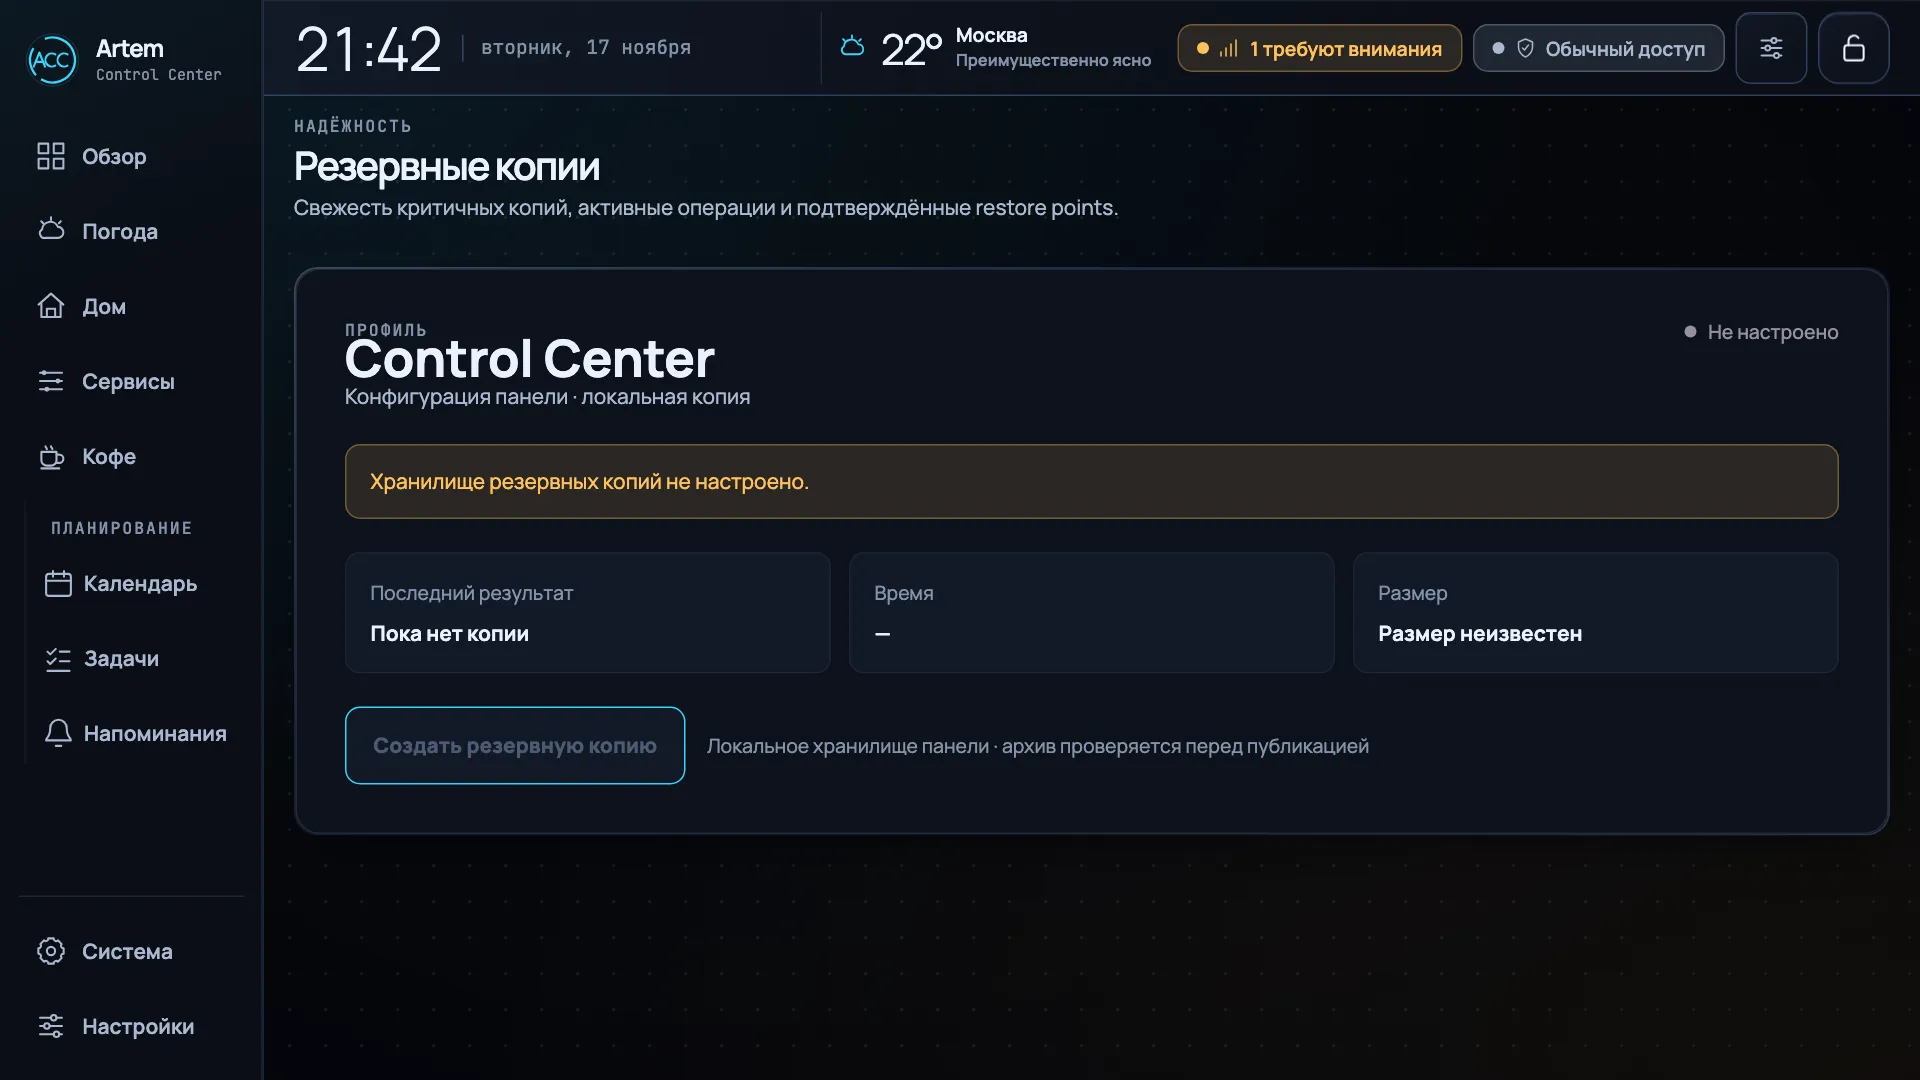 ACC
Artem
Control Center
Обзор
Погода
Дом
Сервисы
Кофе
ПЛАНИРОВАНИЕ
Календарь
Задачи
Напоминания
Система
Настройки
21:42
вторник, 17 ноября
22°
Москва
Преимущественно ясно
1 требуют внимания
Обычный доступ
НАДЁЖНОСТЬ
Резервные копии
Свежесть критичных копий, активные операции и подтверждённые restore points.
ПРОФИЛЬ
Control Center
Конфигурация панели · локальная копия
Не настроено
Хранилище резервных копий не настроено.
Последний результат
Пока нет копии
Время
—
Размер
Размер неизвестен
Создать резервную копию
Локальное хранилище панели · архив проверяется перед публикацией